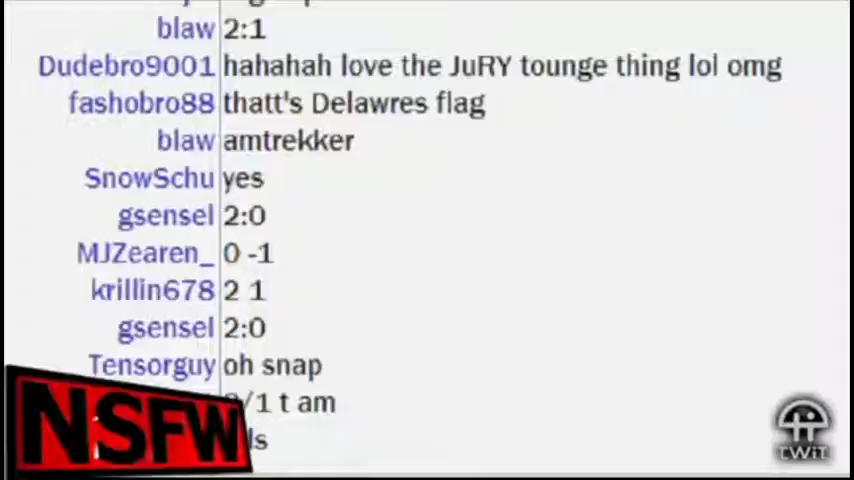 blaw 2:1
Dudebro9001 hahahah love the JuRY tounge thing lol omg
fashobro88 thatt's Delawres flag
blaw amtrekker
SnowSchu yes
gsensel 2:0
MJZearen_ 0 -1
krillin678 2 1
gsensel 2:0
Tensorguy oh snap
/1 t am
ls
NSFW
TWiT